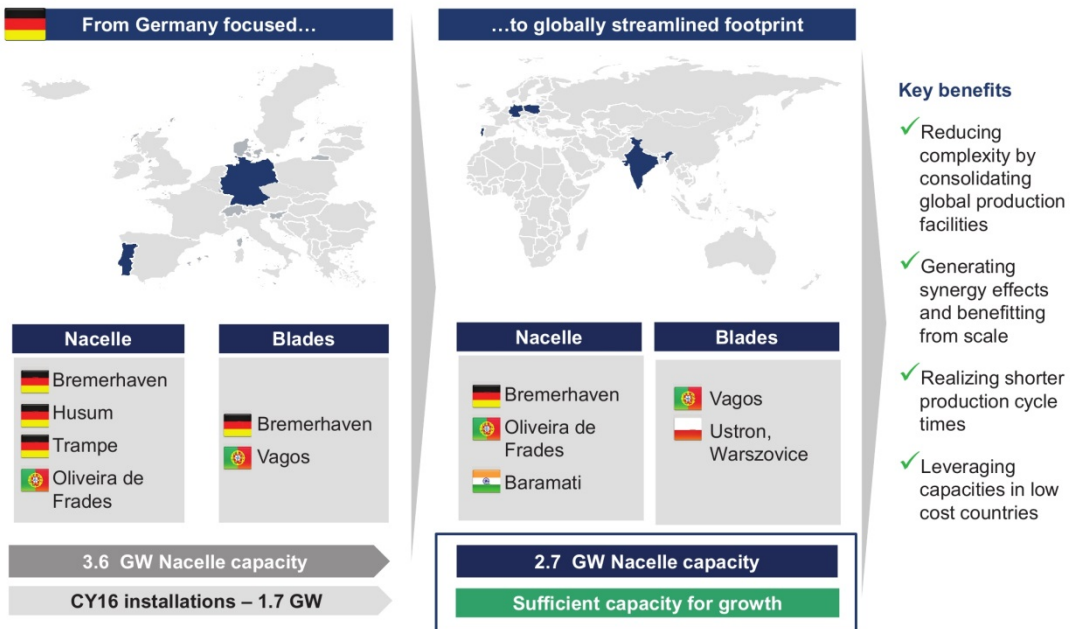 From Germany focused…
…to globally streamlined footprint
Nacelle
Bremerhaven
Husum
Trampe
Oliveira de
Frades
Blades
Bremerhaven
Vagos
3.6 GW Nacelle capacity
CY16 installations – 1.7 GW
Nacelle
Bremerhaven
Oliveira de
Frades
Baramati
Blades
Vagos
Ustron,
Warszovice
2.7 GW Nacelle capacity
Sufficient capacity for growth
Key benefits
Reducing
complexity by
consolidating
global production
facilities
Generating
synergy effects
and benefitting
from scale
Realizing shorter
production cycle
times
Leveraging
capacities in low
cost countries